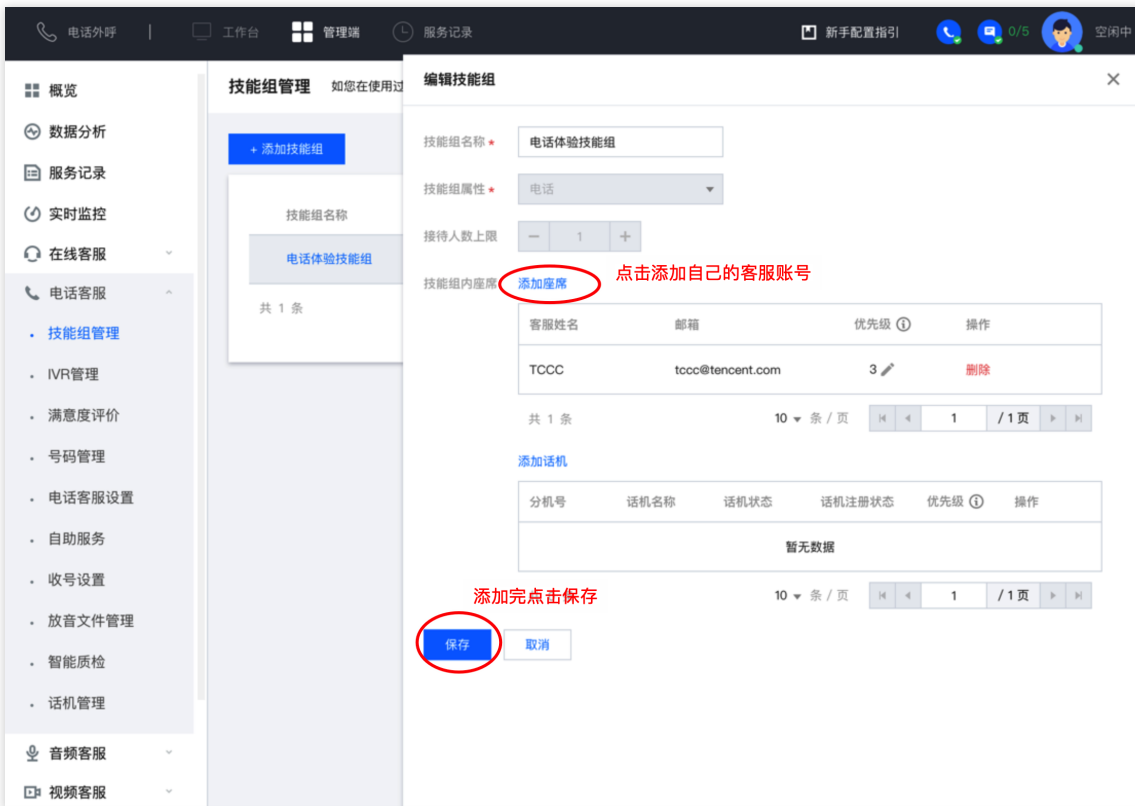 电话外呼 | 工作台 管理端 服务记录 新手配置指引 0/5 空闲中
概览
数据分析
服务记录
实时监控
在线客服
电话客服
技能组管理
IVR管理
满意度评价
号码管理
电话客服设置
自助服务
收号设置
放音文件管理
智能质检
话机管理
音频客服
视频客服
技能组管理 如您在使用过
+ 添加技能组
技能组名称
电话体验技能组
共 1 条
编辑技能组
技能组名称* 电话体验技能组
技能组属性* 电话
接待人数上限 1
技能组内座席 添加座席 点击添加自己的客服账号
客服姓名 邮箱 优先级 操作
TCCC tccc@tencent.com 3 删除
共 1 条 10 条 / 页 1 / 1 页
添加话机
分机号 话机名称 话机状态 话机注册状态 优先级 操作
暂无数据
10 条 / 页 1 / 1 页
添加完点击保存
保存 取消